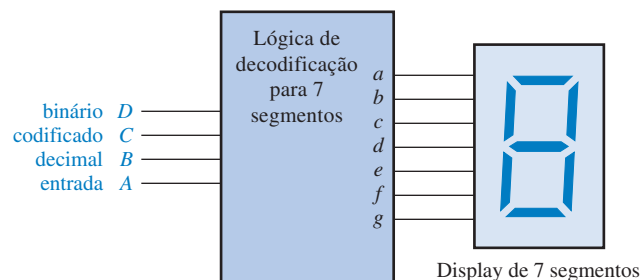 Lógica de
decodificação
para 7
segmentos
a
b
c
d
e
f
g
binário D
codificado C
decimal B
entrada A
Display de 7 segmentos